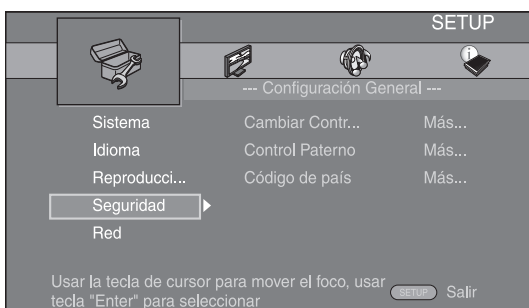 SETUP
--- Configuración General ---
Sistema
Cambiar Contr... Más...
Idioma
Control Paterno Más...
Reproducci...
Código de país Más...
Seguridad
Red
Usar la tecla de cursor para mover el foco, usar
tecla "Enter" para seleccionar
SETUP Salir